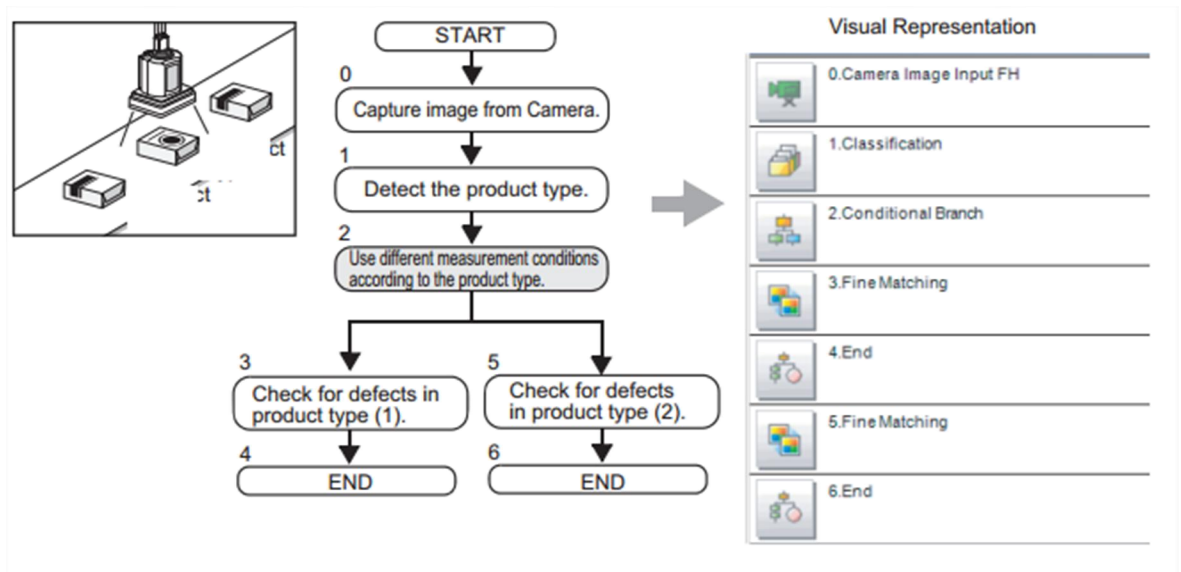 START
0
Capture image from Camera.
1
Detect the product type.
2
Use different measurement conditions
according to the product type.
3
Check for defects in
product type (1).
4
END
5
Check for defects
in product type (2).
6
END
ct
ct
Visual Representation
0.Camera Image Input FH
1.Classification
2.Conditional Branch
3.Fine Matching
4.End
5.Fine Matching
6.End